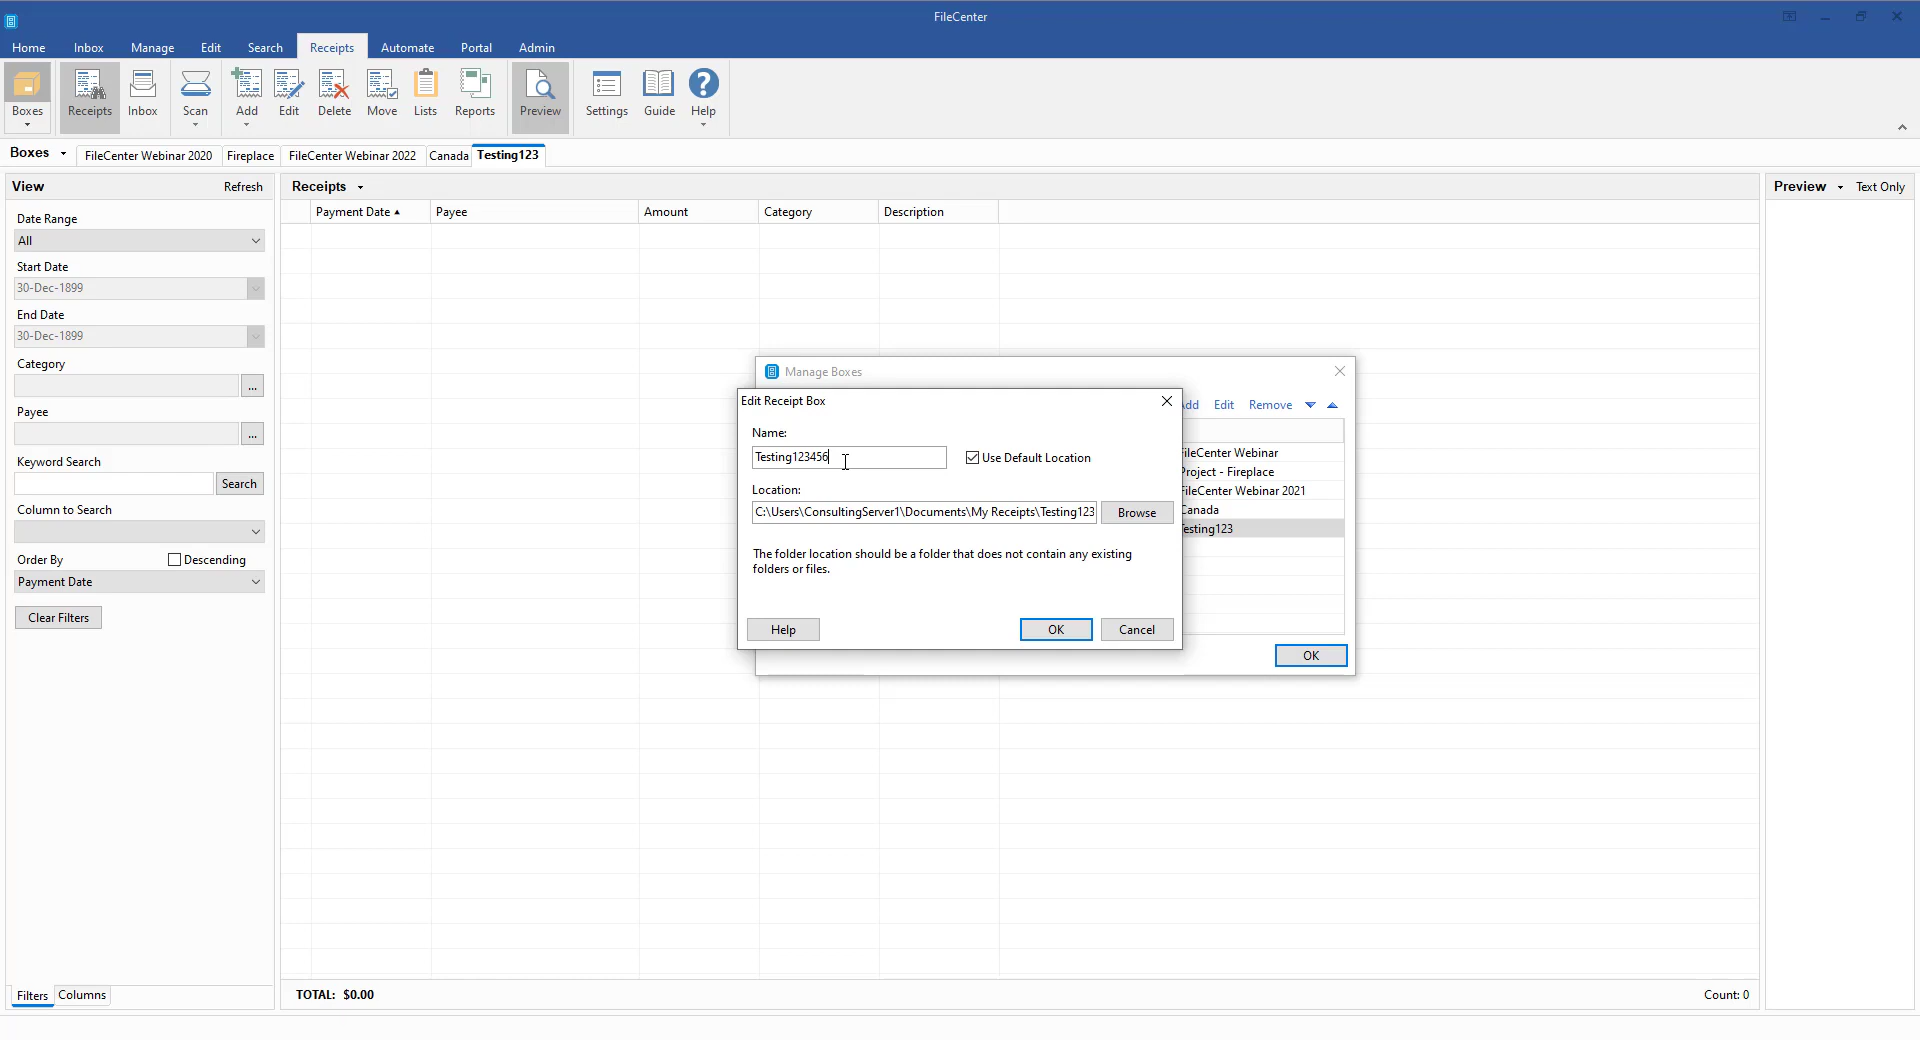 FileCenter
Home Inbox Manage Edit Search Receipts Automate Portal Admin
Boxes Receipts Inbox Scan Add Edit Delete Move Lists Reports Preview Settings Guide Help
Boxes FileCenter Webinar 2020 Fireplace FileCenter Webinar 2022 Canada Testing123
View Refresh
Receipts
Preview Text Only
Payment Date Payee Amount Category Description
Date Range
All
Start Date
30-Dec-1899
End Date
30-Dec-1899
Category
...
Payee
...
Keyword Search
Search
Column to Search
Order By Descending
Payment Date
Clear Filters
Filters Columns
Manage Boxes
Edit Remove
FileCenter Webinar
Project - Fireplace
FileCenter Webinar 2021
Canada
Testing123
OK
Edit Receipt Box
Name:
Testing123456 Use Default Location
Location:
C:\Users\ConsultingServer1\Documents\My Receipts\Testing123 Browse
The folder location should be a folder that does not contain any existing
folders or files.
Help OK Cancel
TOTAL: $0.00 Count: 0